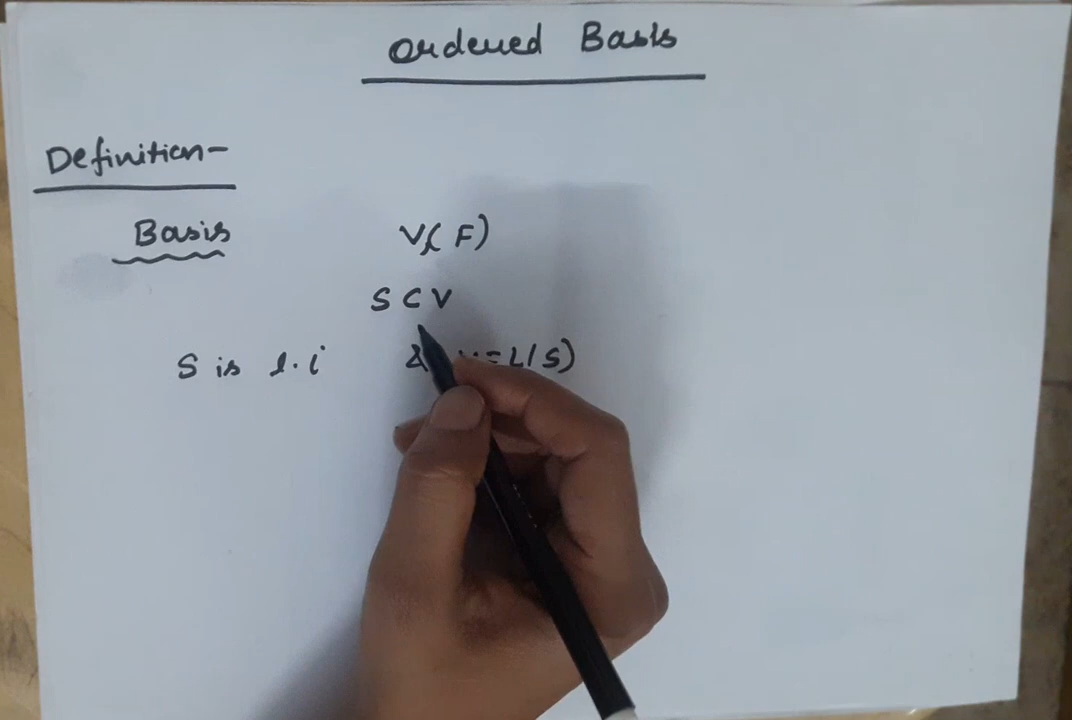 Ordered Basis
Definition-
Basis V(F)
S ⊂ V
S is l.i & V=L(S)